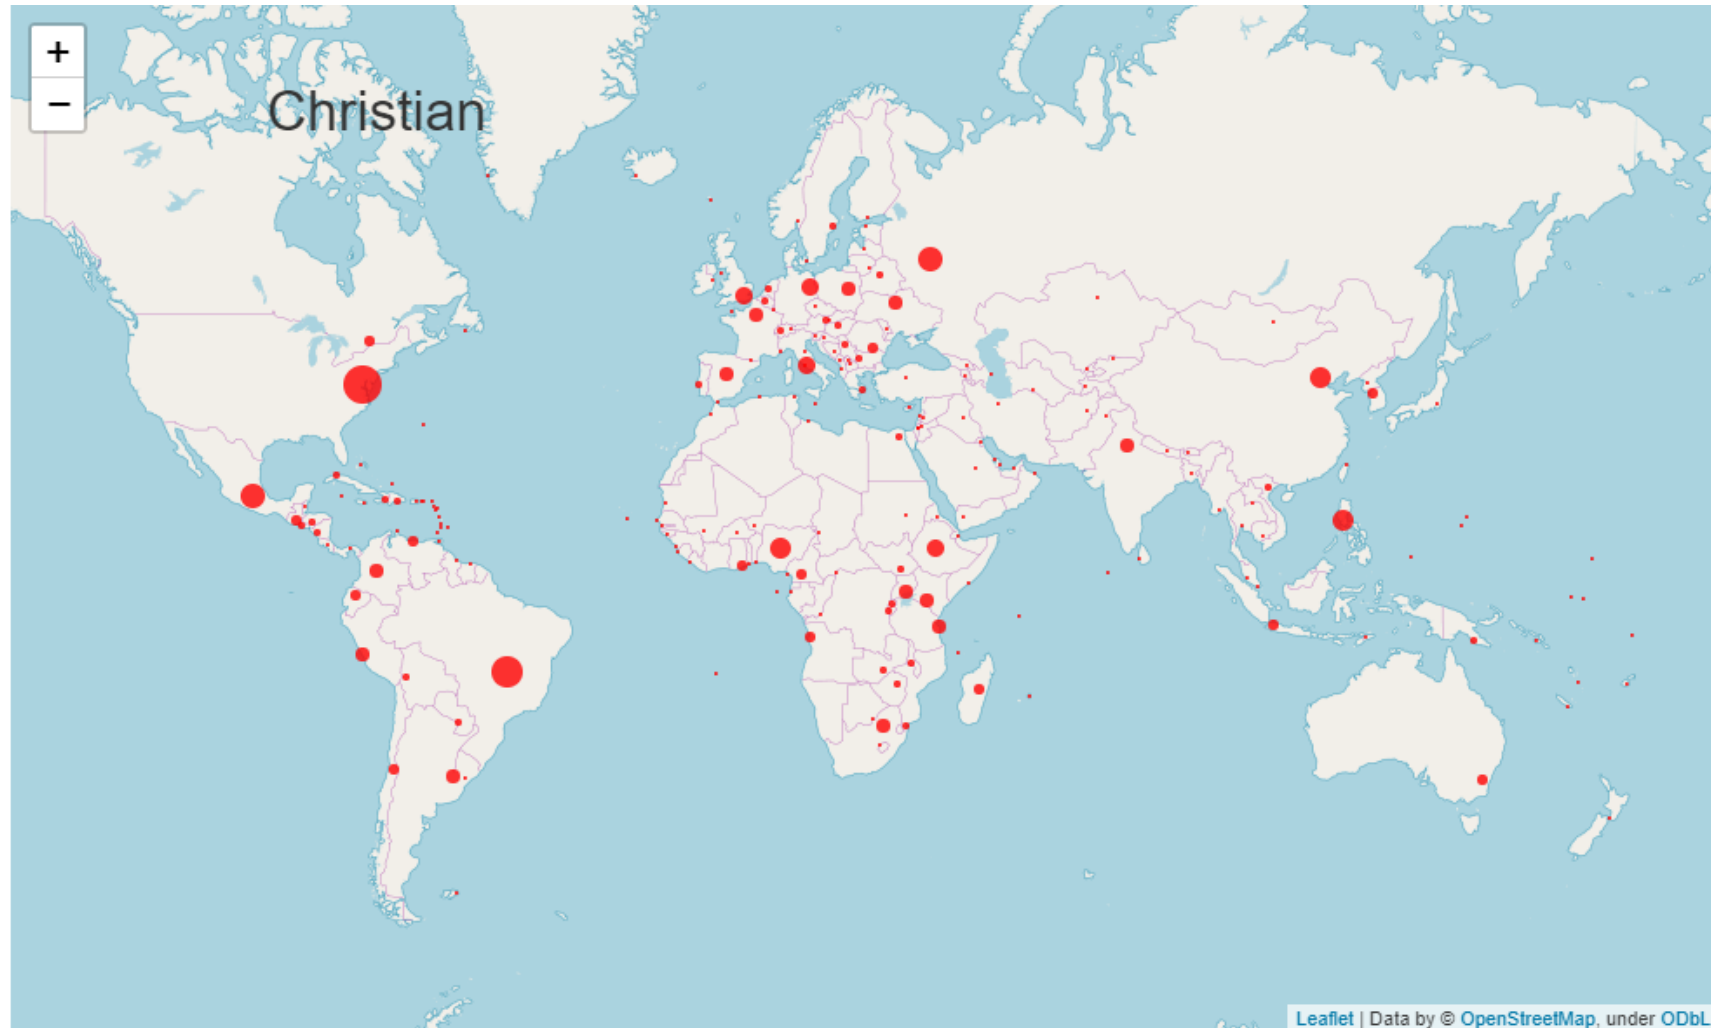 +
−
Christian
Leaflet | Data by © OpenStreetMap, under ODbL